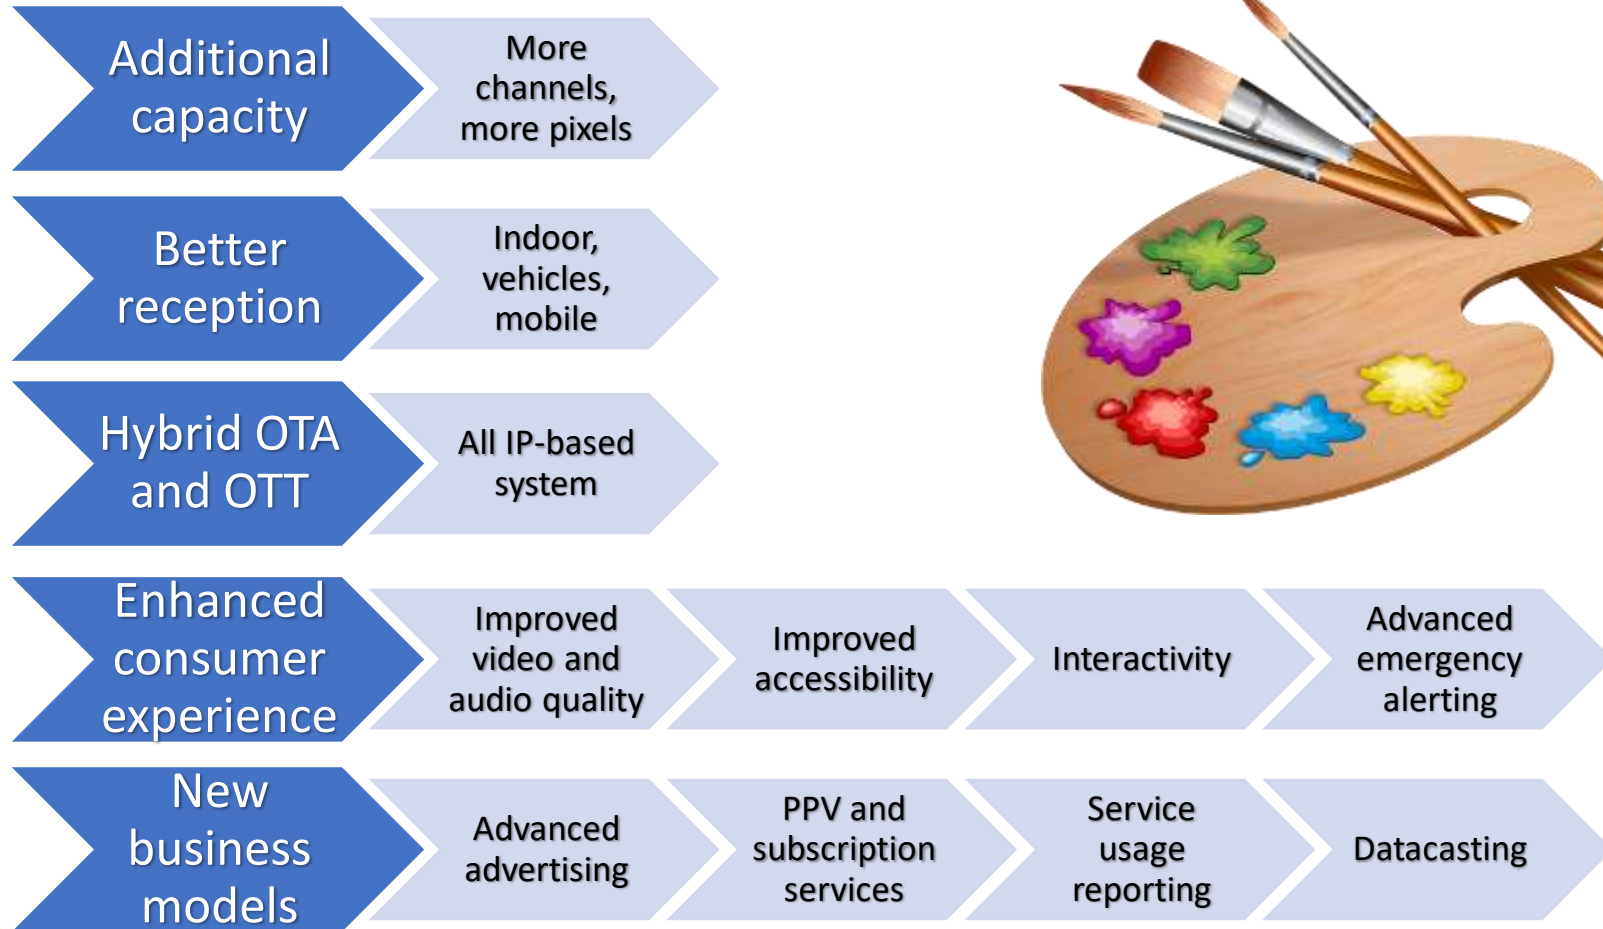 Additional
capacity
More
channels,
more pixels
Better
reception
Indoor,
vehicles,
mobile
Hybrid OTA
and OTT
All IP-based
system
Enhanced
consumer
experience
Improved
video and
audio quality
Improved
accessibility
Interactivity
Advanced
emergency
alerting
New
business
models
Advanced
advertising
PPV and
subscription
services
Service
usage
reporting
Datacasting